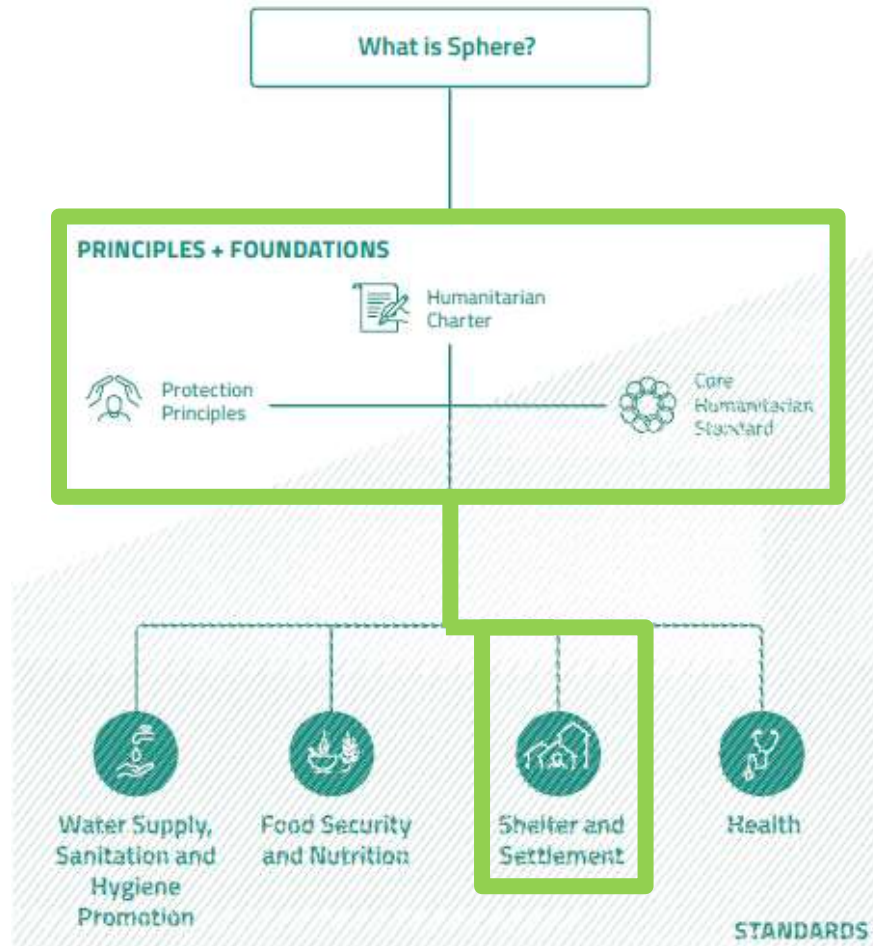 What is Sphere?
PRINCIPLES + FOUNDATIONS
Humanitarian
Charter
Protection
Principles
Core
Humanitarian
Standard
Water Supply,
Sanitation and
Hygiene
Promotion
Food Security
and Nutrition
Shelter and
Settlement
Health
STANDARDS